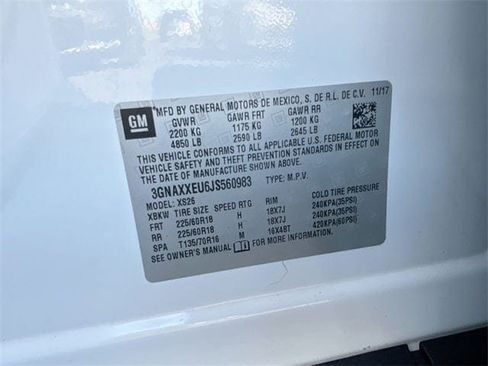 GM
MFD BY GENERAL MOTORS DE MEXICO, S. DE R.L. DE C.V. 11/17
GVWR GAWR FRT GAWR RR
2200 KG 1175 KG 1200 KG
4850 LB 2590 LB 2645 LB
THIS VEHICLE CONFORMS TO ALL APPLICABLE U.S. FEDERAL MOTOR
VEHICLE SAFETY AND THEFT PREVENTION STANDARDS IN EFFECT ON
THE DATE OF MANUFACTURE SHOWN ABOVE.
3GNAXXEU6JS560983 TYPE: M.P.V.
MODEL: XS26
XBKW TIRE SIZE SPEED RTG RIM COLD TIRE PRESSURE
FRT 225/60R18 H 18X7J 240KPA(35PSI)
RR 225/60R18 H 18X7J 240KPA(35PSI)
SPA T135/70R16 M 16X4BT 420KPA(60PSI)
SEE OWNER'S MANUAL FOR MORE INFORMATION.